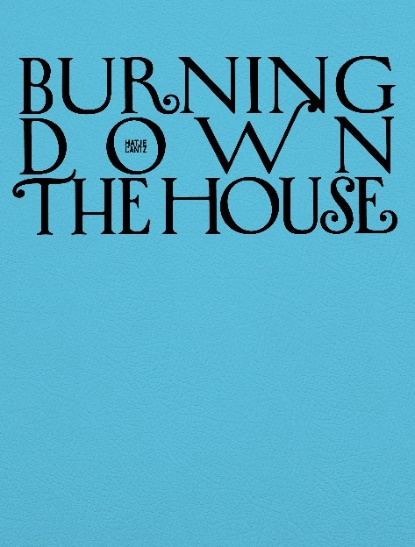 BURNING
DOWN
HATJE
CANTZ
THE HOUSE